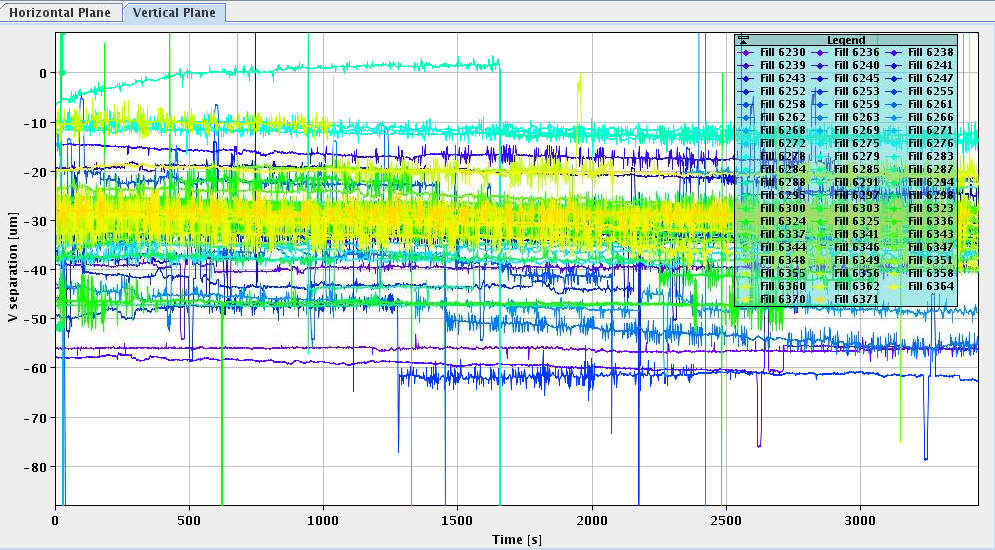 Horizontal Plane Vertical Plane
Legend
Fill 6230 Fill 6236 Fill 6238
Fill 6239 Fill 6240 Fill 6241
Fill 6243 Fill 6245 Fill 6247
Fill 6252 Fill 6253 Fill 6255
Fill 6258 Fill 6259 Fill 6261
Fill 6262 Fill 6263 Fill 6266
Fill 6268 Fill 6269 Fill 6271
Fill 6272 Fill 6275 Fill 6276
Fill 6278 Fill 6279 Fill 6283
Fill 6284 Fill 6285 Fill 6287
Fill 6288 Fill 6291 Fill 6294
Fill 6295 Fill 6297 Fill 6298
Fill 6300 Fill 6303 Fill 6323
Fill 6324 Fill 6325 Fill 6336
Fill 6337 Fill 6341 Fill 6343
Fill 6344 Fill 6346 Fill 6347
Fill 6348 Fill 6349 Fill 6351
Fill 6355 Fill 6356 Fill 6358
Fill 6360 Fill 6362 Fill 6364
Fill 6370 Fill 6371
V separation [um]
0
-10
-20
-30
-40
-50
-60
-70
-80
0 500 1000 1500 2000 2500 3000
Time [s]